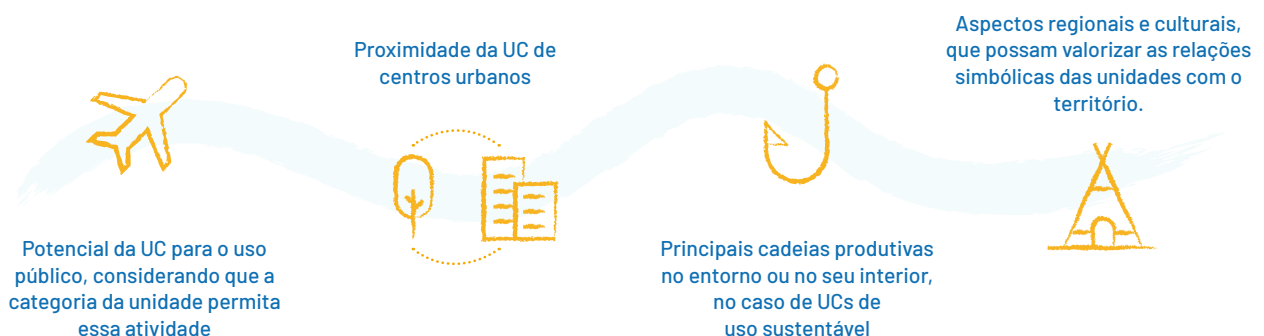 Potencial da UC para o uso
público, considerando que a
categoria da unidade permita
essa atividade
Proximidade da UC de
centros urbanos
Principais cadeias produtivas
no entorno ou no seu interior,
no caso de UCs de
uso sustentável
Aspectos regionais e culturais,
que possam valorizar as relações
simbólicas das unidades com o
território.